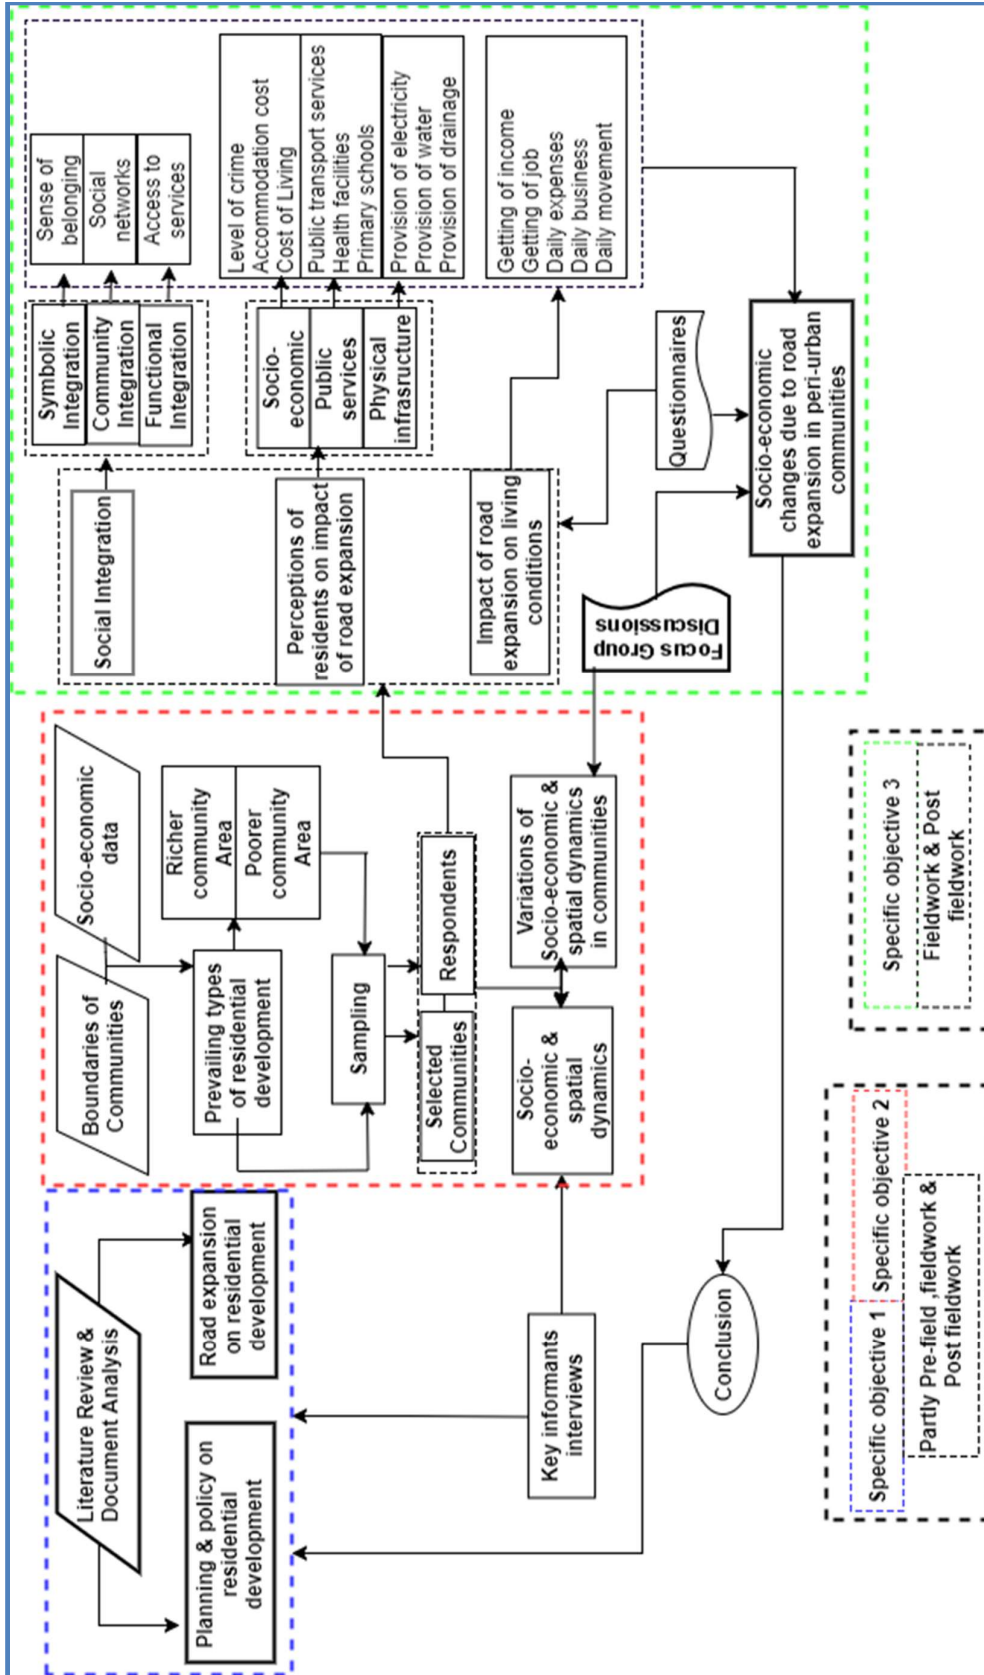 Literature Review &
Document Analysis
Planning & policy on
residential
development
Road expansion
on residential
development
Key informants
interviews
Conclusion
Boundaries of
Communities
Socio-economic
data
Prevailing types
of residential
development
Richer
community
Area
Poorer
community
Area
Sampling
Selected
Communities
Respondents
Socio-
economic &
spatial
dynamics
Variations of
Socio-economic &
spatial dynamics
in communities
Social Integration
Symbolic
Integration
Community
Integration
Functional
Integration
Sense of
belonging
Social
networks
Access to
services
Perceptions of
residents on impact
of road expansion
Socio-
economic
Public
services
Physical
infrasructure
Level of crime
Accommodation cost
Cost of Living
Public transport services
Health facilities
Primary schools
Provision of electricity
Provision of water
Provision of drainage
Impact of road
expansion on living
conditions
Getting of income
Getting of job
Daily expenses
Daily business
Daily movement
Focus Group
Discussions
Questionnaires
Socio-economic
changes due to road
expansion in peri-urban
communities
Specific objective 1
Specific objective 2
Partly Pre-field ,fieldwork &
Post fieldwork
Specific objective 3
Fieldwork & Post
fieldwork